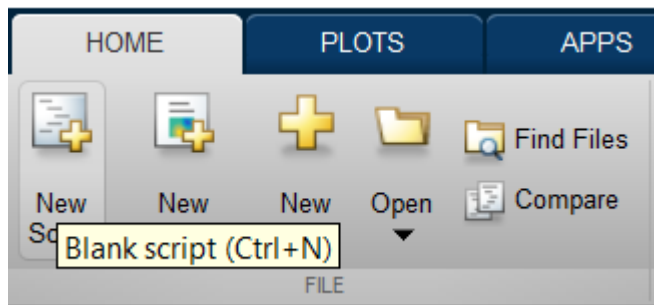 HOME PLOTS APPS
New New New Open Find Files
Compare
Blank script (Ctrl+N)
FILE